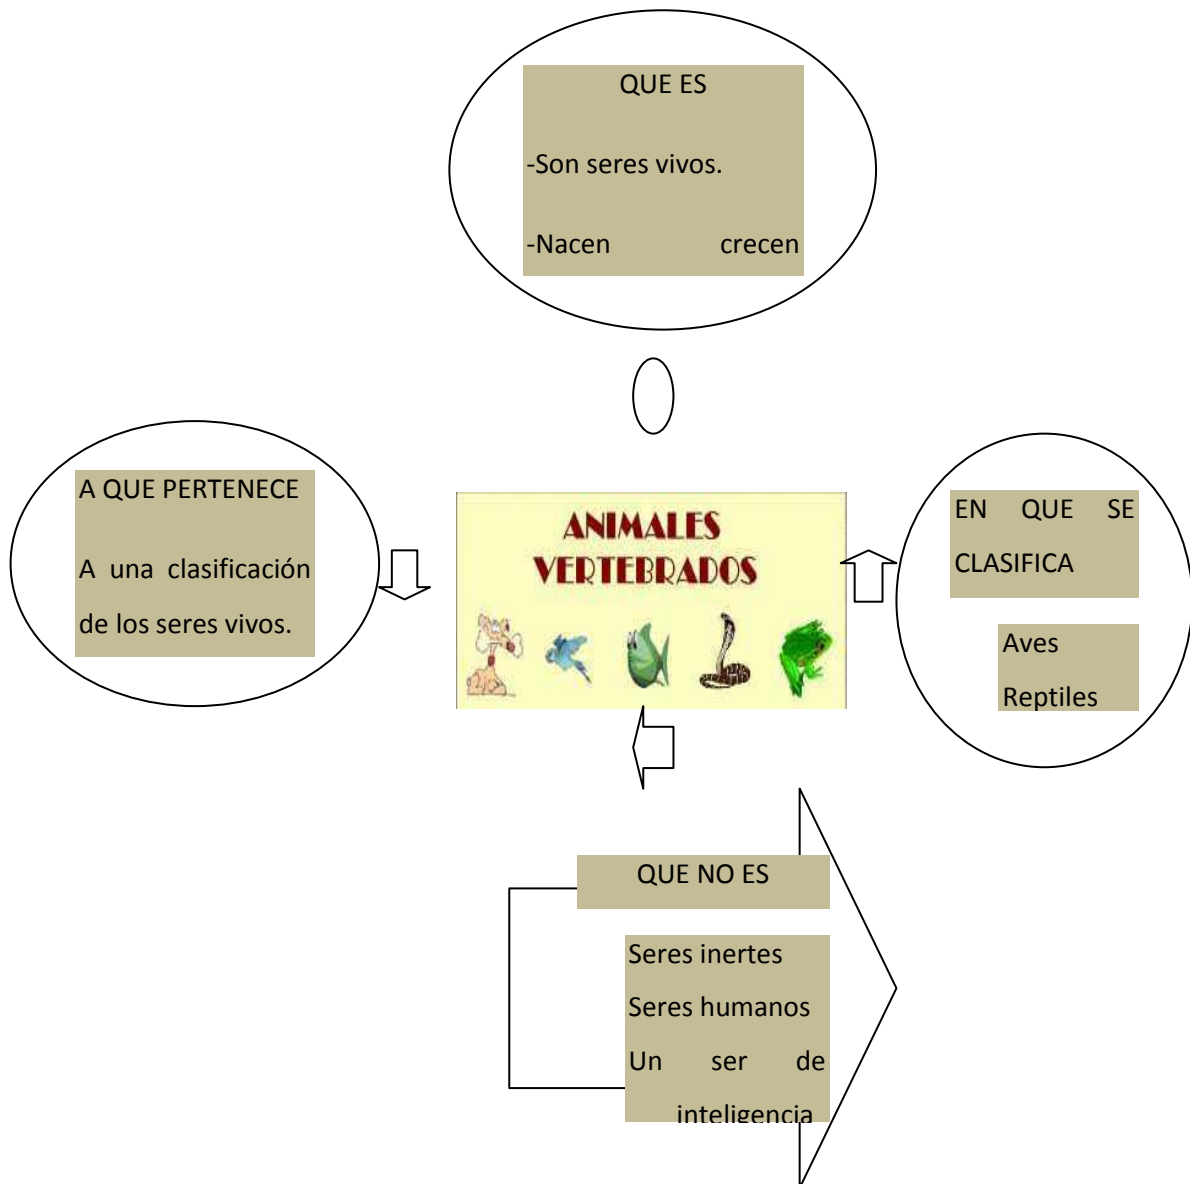 QUE ES
-Son seres vivos.
-Nacen crecen
A QUE PERTENECE
A una clasificación
de los seres vivos.
ANIMALES
VERTEBRADOS
EN QUE SE
CLASIFICA
Aves
Reptiles
QUE NO ES
Seres inertes
Seres humanos
Un ser de
inteligencia